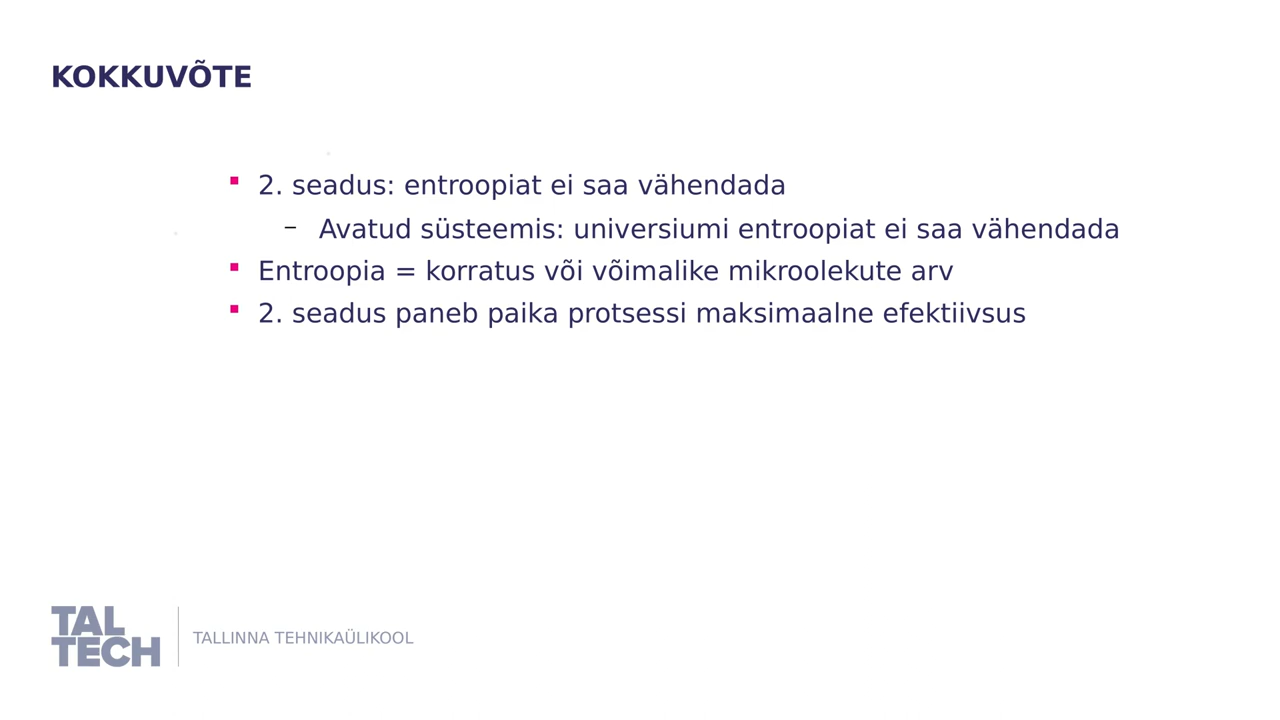 KOKKUVÕTE
▪ 2. seadus: entroopiat ei saa vähendada
– Avatud süsteemis: universiumi entroopiat ei saa vähendada
▪ Entroopia = korratus või võimalike mikroolekute arv
▪ 2. seadus paneb paika protsessi maksimaalne efektiivsus
TAL
TECH
TALLINNA TEHNIKAÜLIKOOL